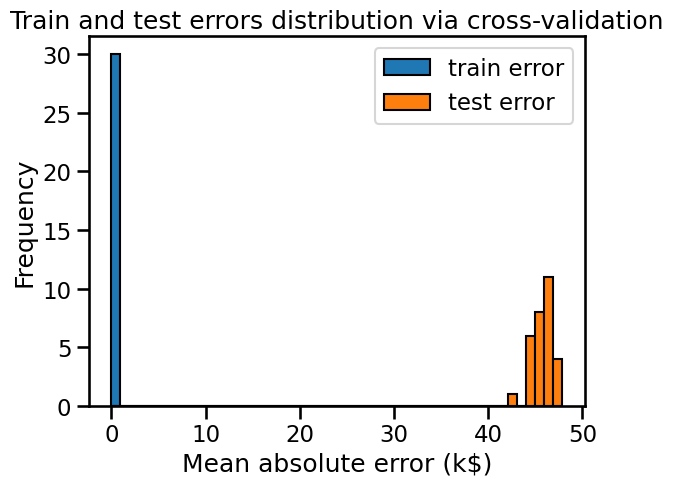 Train and test errors distribution via cross-validation
train error
test error
Frequency
30
25
20
15
10
5
0
0 10 20 30 40 50
Mean absolute error (k$)